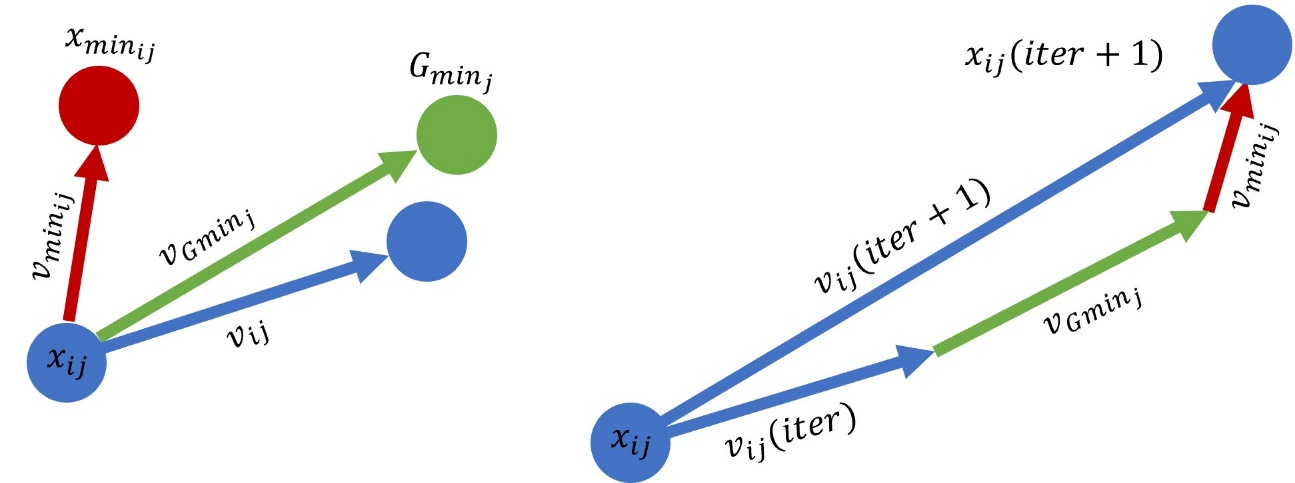 x_{min_{ij}}
G_{min_j}
v_{min_{ij}}
v_{Gmin_j}
v_{ij}
x_{ij}
x_{ij}(iter + 1)
v_{min_{ij}}
v_{ij}(iter + 1)
v_{Gmin_j}
x_{ij}
v_{ij}(iter)